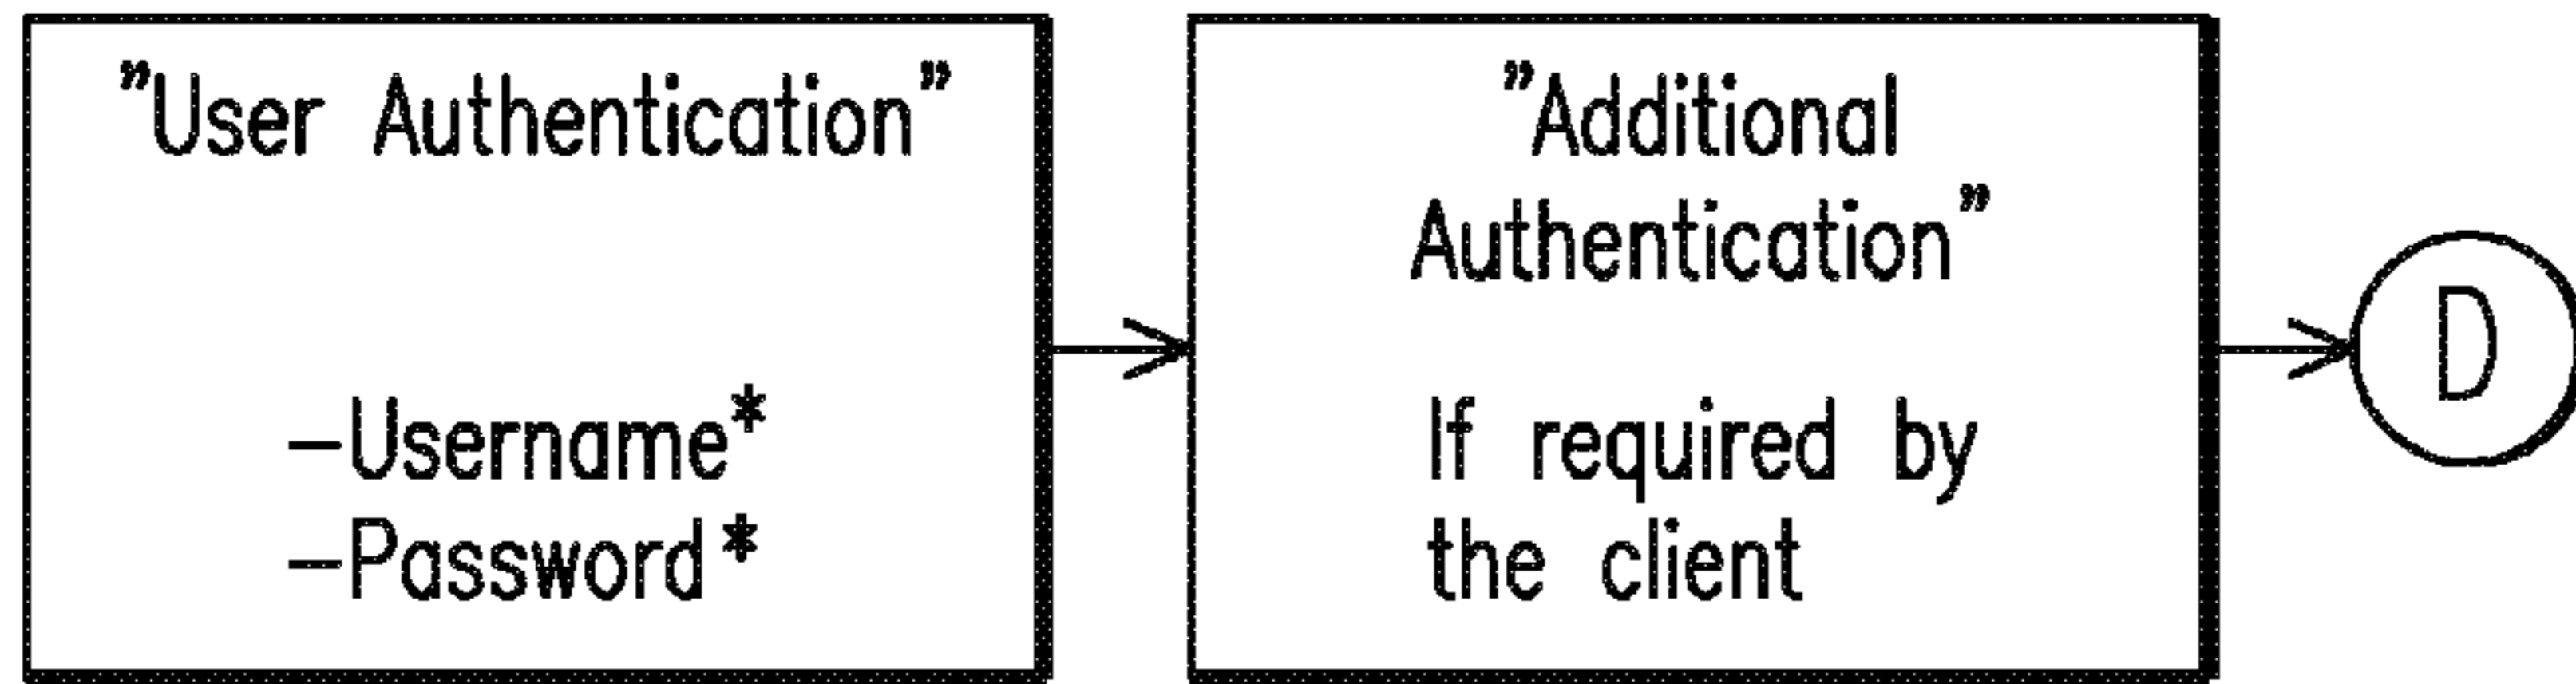 "User Authentication"
-Username*
-Password*
"Additional
Authentication"
If required by
the client
D